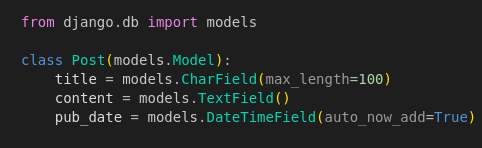 from django.db import models

class Post(models.Model):
    title = models.CharField(max_length=100)
    content = models.TextField()
    pub_date = models.DateTimeField(auto_now_add=True)